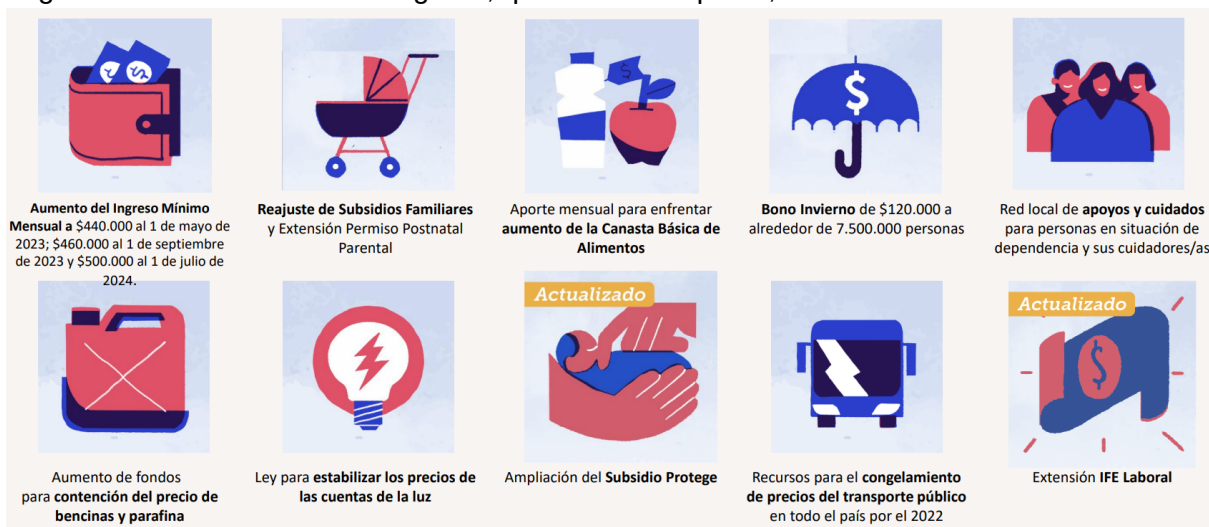 Aumento del Ingreso Mínimo
Mensual a $440.000 al 1 de mayo de
2023; $460.000 al 1 de septiembre
de 2023 y $500.000 al 1 de julio de
2024.
Reajuste de Subsidios Familiares
y Extensión Permiso Postnatal
Parental
Aporte mensual para enfrentar
aumento de la Canasta Básica de
Alimentos
$
Bono Invierno de $120.000 a
alrededor de 7.500.000 personas
Red local de apoyos y cuidados
para personas en situación de
dependencia y sus cuidadores/as
Aumento de fondos
para contención del precio de
bencinas y parafina
Ley para estabilizar los precios de
las cuentas de la luz
Actualizado
Ampliación del Subsidio Protege
Recursos para el congelamiento
de precios del transporte público
en todo el país por el 2022
Actualizado
$
Extensión IFE Laboral